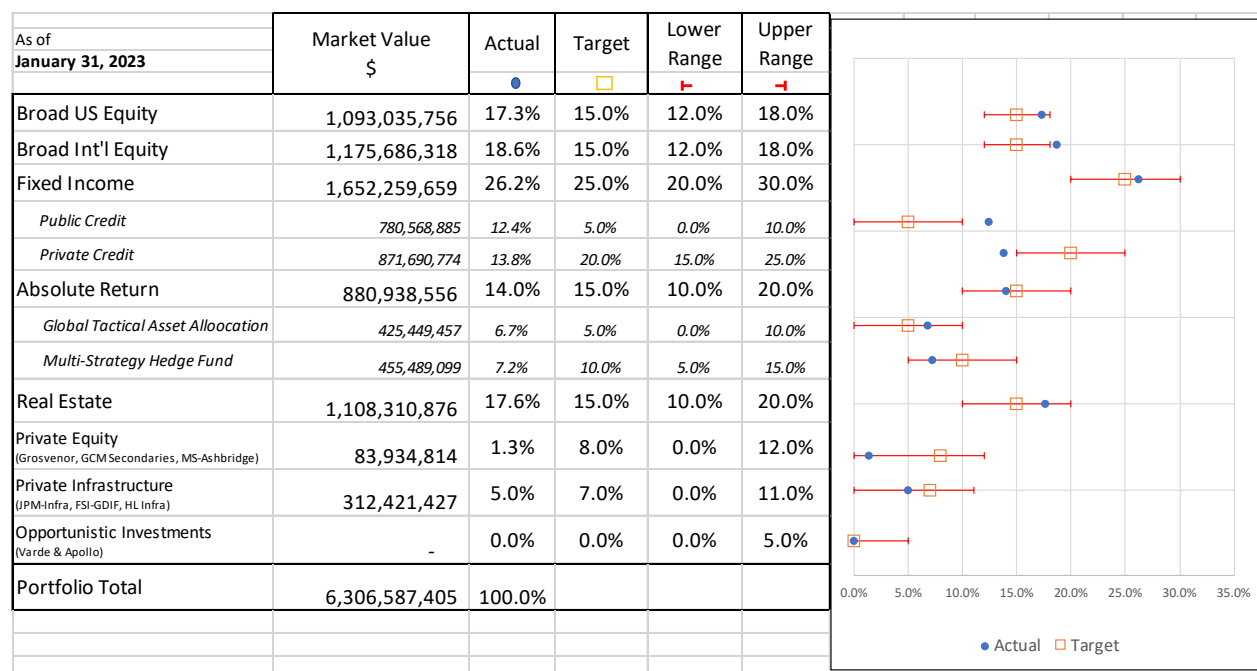 As of
January 31, 2023
Market Value
$
Actual
Target
Lower
Range
Upper
Range
Broad US Equity 1,093,035,756 17.3% 15.0% 12.0% 18.0%
Broad Int'l Equity 1,175,686,318 18.6% 15.0% 12.0% 18.0%
Fixed Income 1,652,259,659 26.2% 25.0% 20.0% 30.0%
Public Credit 780,568,885 12.4% 5.0% 0.0% 10.0%
Private Credit 871,690,774 13.8% 20.0% 15.0% 25.0%
Absolute Return 880,938,556 14.0% 15.0% 10.0% 20.0%
Global Tactical Asset Alloocation 425,449,457 6.7% 5.0% 0.0% 10.0%
Multi-Strategy Hedge Fund 455,489,099 7.2% 10.0% 5.0% 15.0%
Real Estate 1,108,310,876 17.6% 15.0% 10.0% 20.0%
Private Equity
(Grosvenor, GCM Secondaries, MS-Ashbridge) 83,934,814 1.3% 8.0% 0.0% 12.0%
Private Infrastructure
(JPM-Infra, FSI-GDIF, HL Infra) 312,421,427 5.0% 7.0% 0.0% 11.0%
Opportunistic Investments
(Varde & Apollo) - 0.0% 0.0% 0.0% 5.0%
Portfolio Total 6,306,587,405 100.0%
0.0% 5.0% 10.0% 15.0% 20.0% 25.0% 30.0% 35.0%
Actual Target